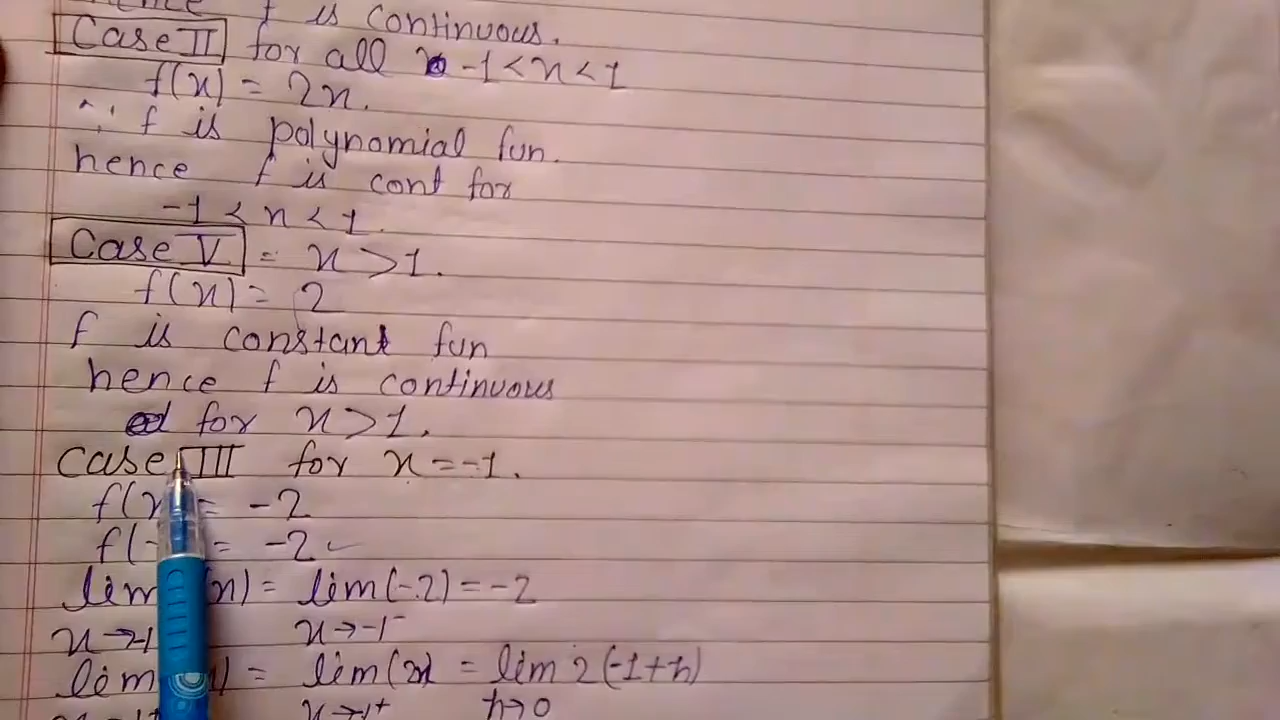 hence f is continuous.
Case II for all -1 < x < 1
f(x) = 2x.
∵ f is polynomial fun.
hence f is cont for
-1 < x < 1.
Case V = x > 1.
f(x) = 2
f is constant fun
hence f is continuous
for x > 1.
Case III for x = -1.
f(x = -2
f(- = -2 ✓
lim (x) = lim(-2) = -2
x→-1 x→-1⁻
lim ) = lim(2x) = lim 2(-1+h)
x→-1⁺ h→0